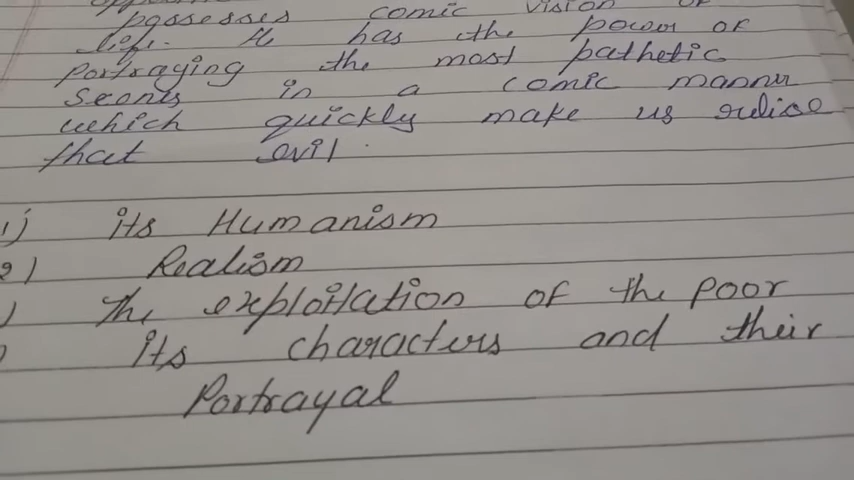 possesses comic vision of
life. He has the power of
portraying the most pathetic
seonts in a comic manner
which quickly make us relise
that evil.
1) its Humanism
2) Realism
) The exploitation of the poor
) its characters and their
Portrayal